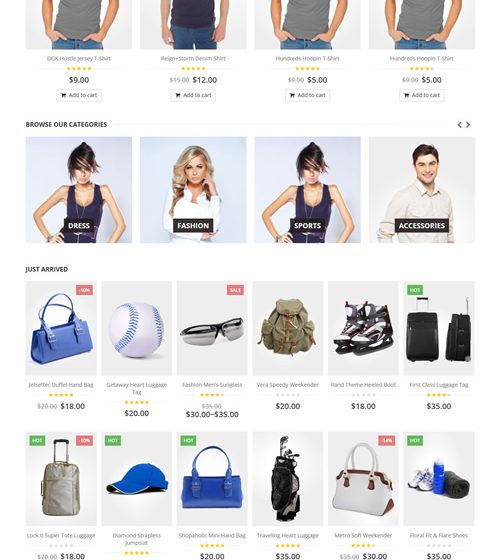 DGK Hustle Jersey T-Shirt
$9.00
Add to cart
Reign+Storm Denim Shirt
$15.00 $12.00
Add to cart
Hundreds Hoopin T-Shirt
$9.00 $5.00
Add to cart
Hundreds Hoopin T-Shirt
$9.00 $5.00
Add to cart
BROWSE OUR CATEGORIES
DRESS
FASHION
SPORTS
ACCESSORIES
JUST ARRIVED
-10%
Jetsetter Duffel Hand Bag
$20.00 $18.00
Getaway Heart Luggage
Tag
$20.00
SALE
Fashion Men's Sunglass
$35.00
$30.00–$35.00
Vera Speedy Weekender
$20.00
Rand Theme Heeled Boot
$18.00
HOT
First Class Luggage Tag
$35.00
HOT
-10%
Lock it Super Tote Luggage
$20.00 $18.00
HOT
Diamond Strapless
Jumpsuit
HOT
Shopaholic Mini Hand Bag
$20.00
Traveling Heart Luggage
$35.00
-14%
Metro Soft Weekender
$35.00 $30.00
HOT
Floral Fit & Flare Shoes
$35.00